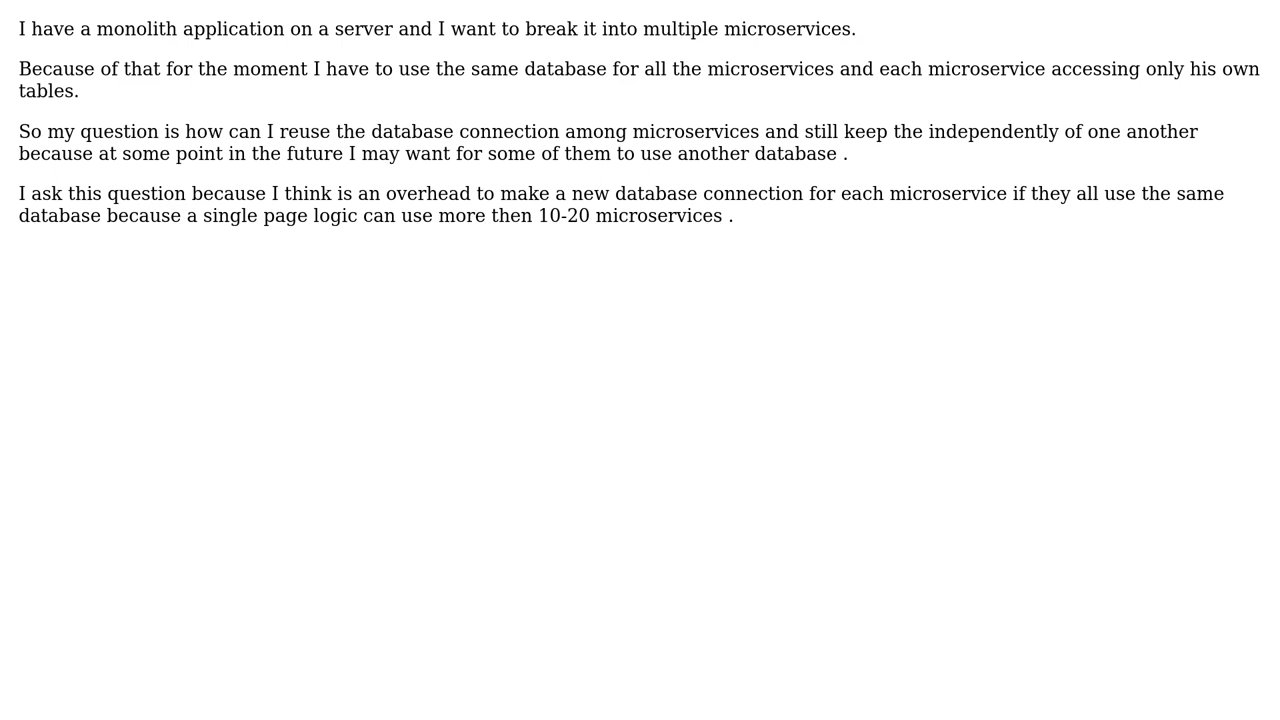 I have a monolith application on a server and I want to break it into multiple microservices.
Because of that for the moment I have to use the same database for all the microservices and each microservice accessing only his own
tables.
So my question is how can I reuse the database connection among microservices and still keep the independently of one another
because at some point in the future I may want for some of them to use another database .
I ask this question because I think is an overhead to make a new database connection for each microservice if they all use the same
database because a single page logic can use more then 10-20 microservices .